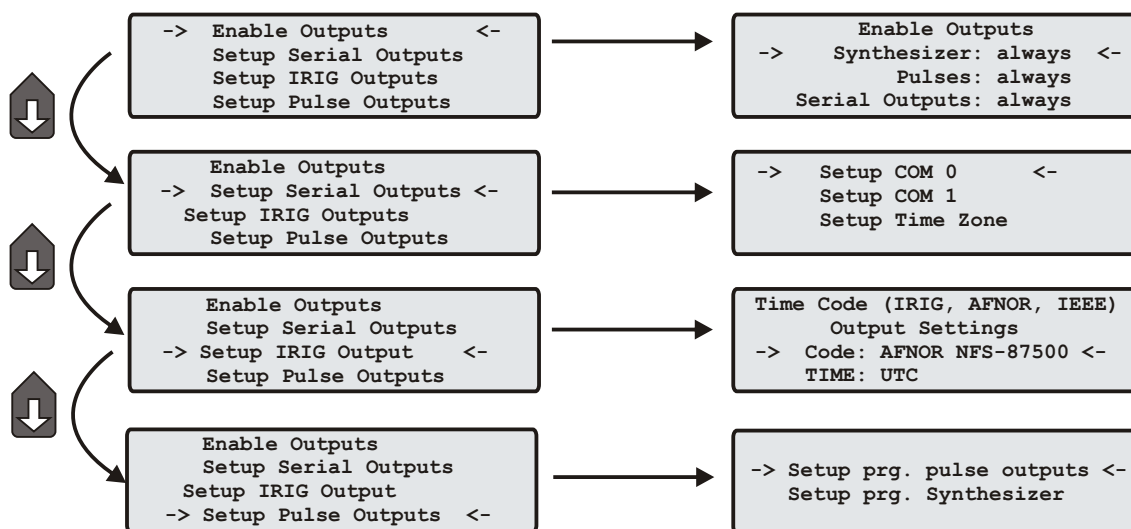 -> Enable Outputs <-
Setup Serial Outputs
Setup IRIG Outputs
Setup Pulse Outputs
Enable Outputs
-> Synthesizer: always <-
Pulses: always
Serial Outputs: always
Enable Outputs
-> Setup Serial Outputs <-
Setup IRIG Outputs
Setup Pulse Outputs
-> Setup COM 0 <-
Setup COM 1
Setup Time Zone
Enable Outputs
Setup Serial Outputs
-> Setup IRIG Output <-
Setup Pulse Outputs
Time Code (IRIG, AFNOR, IEEE)
Output Settings
-> Code: AFNOR NFS-87500 <-
TIME: UTC
Enable Outputs
Setup Serial Outputs
Setup IRIG Output
-> Setup Pulse Outputs <-
-> Setup prg. pulse outputs <-
Setup prg. Synthesizer